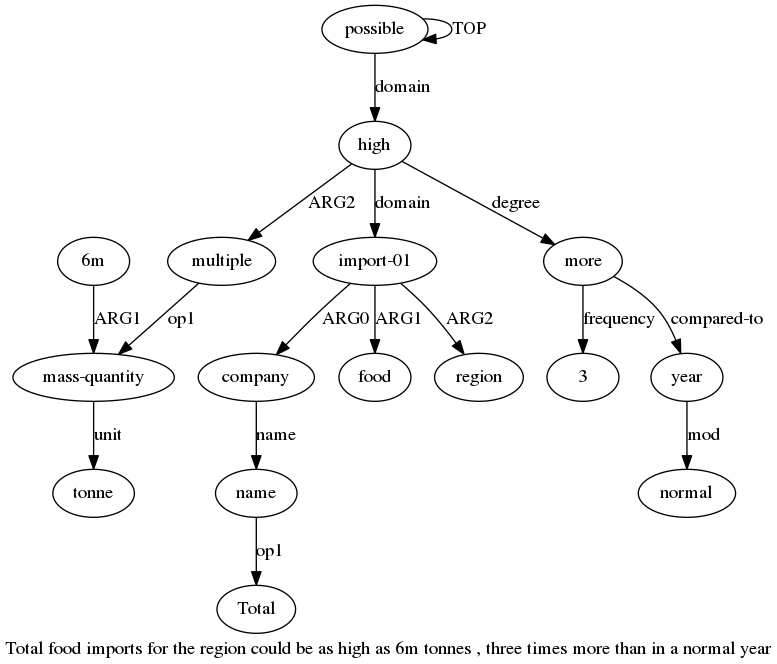 possible
TOP
domain
high
ARG2
domain
degree
6m
multiple
import-01
more
ARG1
op1
ARG0
ARG1
ARG2
frequency
compared-to
mass-quantity
company
food
region
3
year
unit
name
mod
tonne
name
normal
op1
Total
Total food imports for the region could be as high as 6m tonnes , three times more than in a normal year